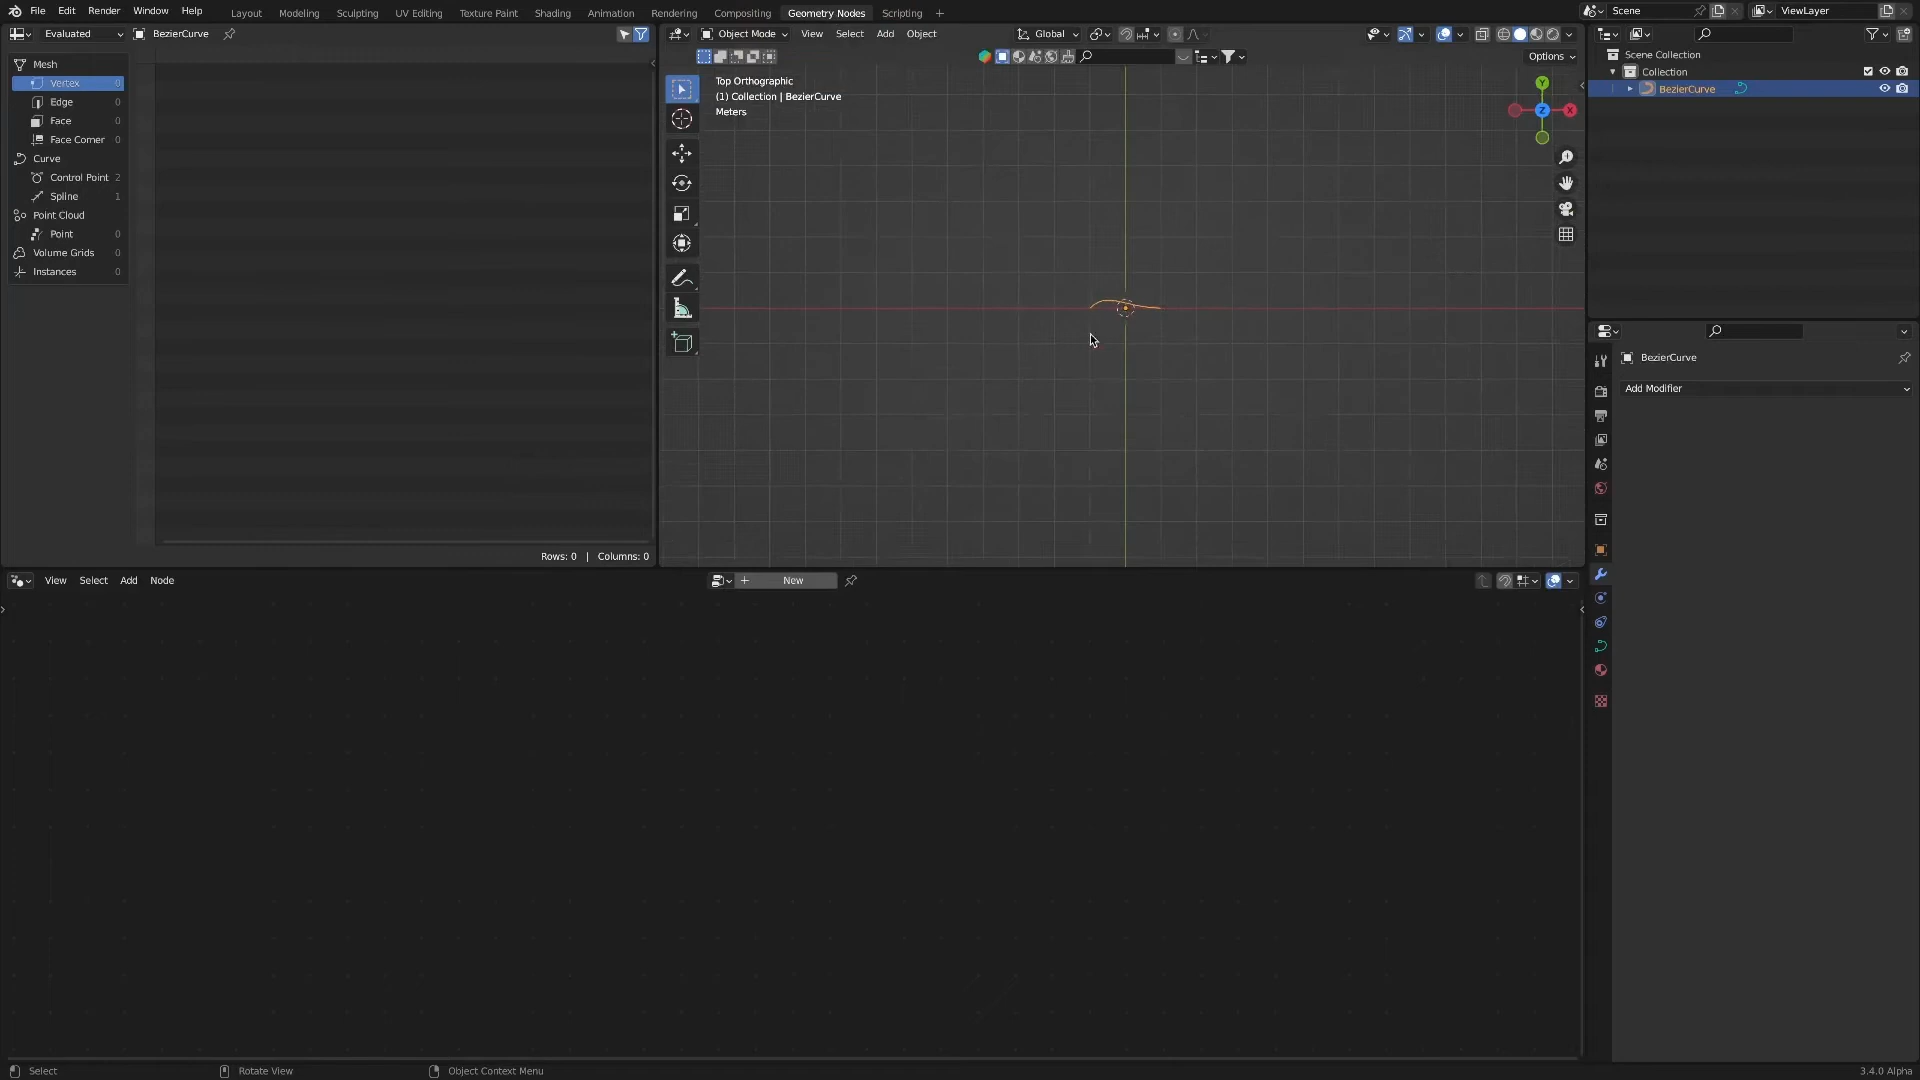 File Edit Render Window Help Layout Modeling Sculpting UV Editing Texture Paint Shading Animation Rendering Compositing Geometry Nodes Scripting + Scene ViewLayer
Evaluated BezierCurve
Object Mode View Select Add Object Global
Options
Mesh
Vertex 0
Edge 0
Face 0
Face Corner 0
Curve
Control Point 2
Spline 1
Point Cloud
Point 0
Volume Grids 0
Instances 0
Rows: 0 | Columns: 0
Top Orthographic
(1) Collection | BezierCurve
Meters
Y
Z
X
Scene Collection
Collection
BezierCurve
BezierCurve
Add Modifier
View Select Add Node + New
Select Rotate View Object Context Menu 3.4.0 Alpha